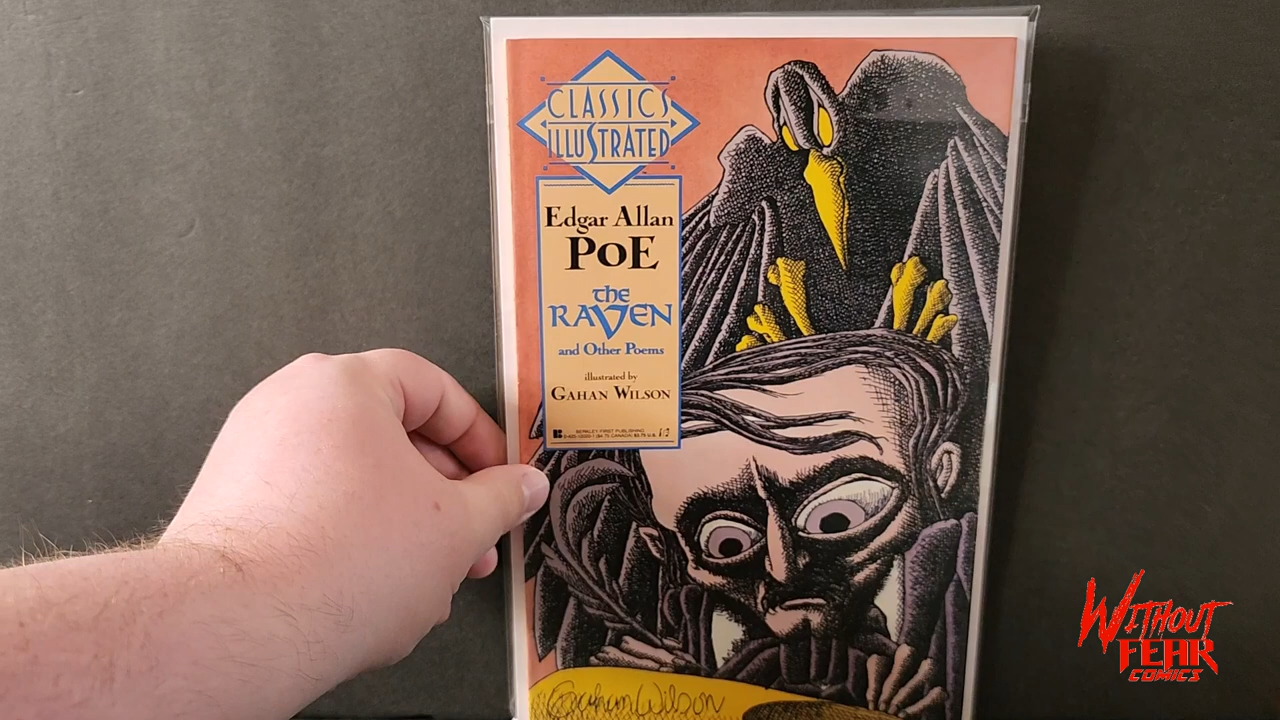 CLASSICS
ILLUSTRATED
Edgar Allan
PoE
the
RAVEN
and Other Poems
illustrated by
GAHAN WILSON
BERKLEY/FIRST PUBLISHING
Gahan Wilson
WITHOUT
FEAR
COMICS